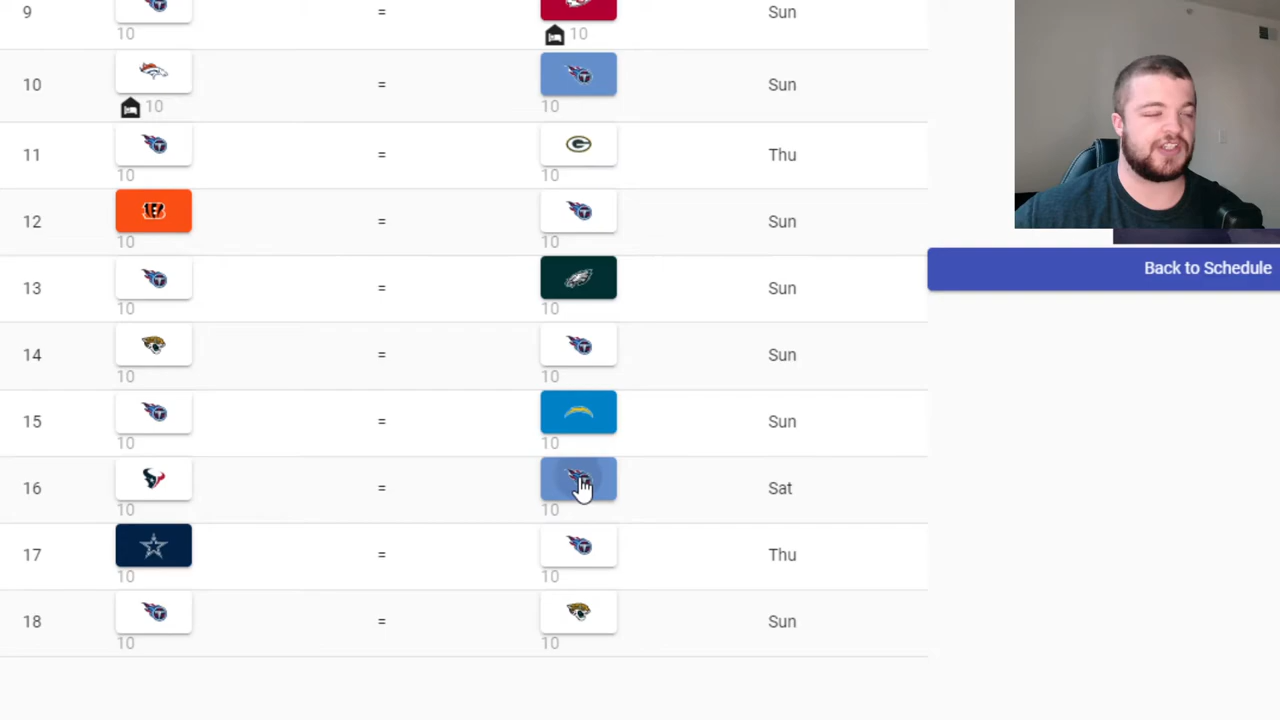 9 = Sun
10 10
10 = Sun
10 10
11 = Thu
10 10
12 = Sun
10 10
13 = Sun
10 10
14 = Sun
10 10
15 = Sun
10 10
16 = Sat
10 10
17 = Thu
10 10
18 = Sun
10 10
Back to Schedule